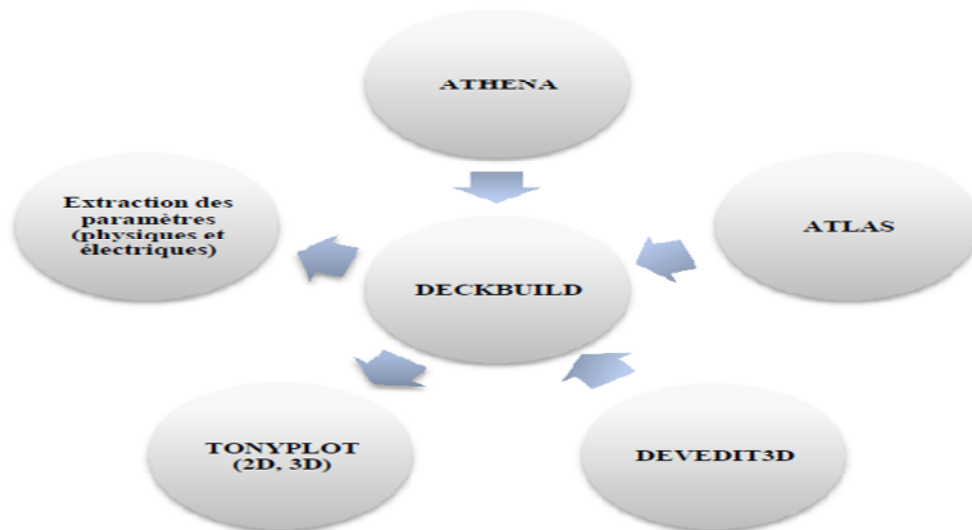 ATHENA
Extraction des
paramètres
(physiques et
électriques)
ATLAS
DECKBUILD
TONYPLOT
(2D, 3D)
DEVEDIT3D